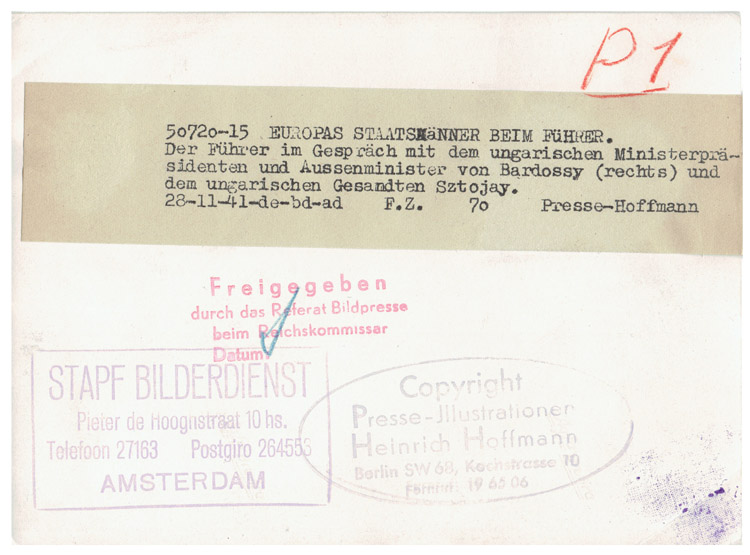 P1
50720-15 EUROPAS STAATSMÄNNER BEIM FÜHRER.
Der Führer im Gespräch mit dem ungarischen Ministerprä-
sidenten und Aussenminister von Bardossy (rechts) und
dem ungarischen Gesandten Sztojay.
28-11-41-de-bd-ad F.Z. 70 Presse-Hoffmann
Freigegeben
durch das Referat Bildpresse
beim Reichskommissar
Datum:
STAPF BILDERDIENST
Pieter de Hooghstraat 10 hs.
Telefoon 27163 Postgiro 264553
AMSTERDAM
Copyright
Presse-Jllustrationen
Heinrich Hoffmann
Berlin SW 68, Kochstrasse 10
Fernruf: 19 65 06